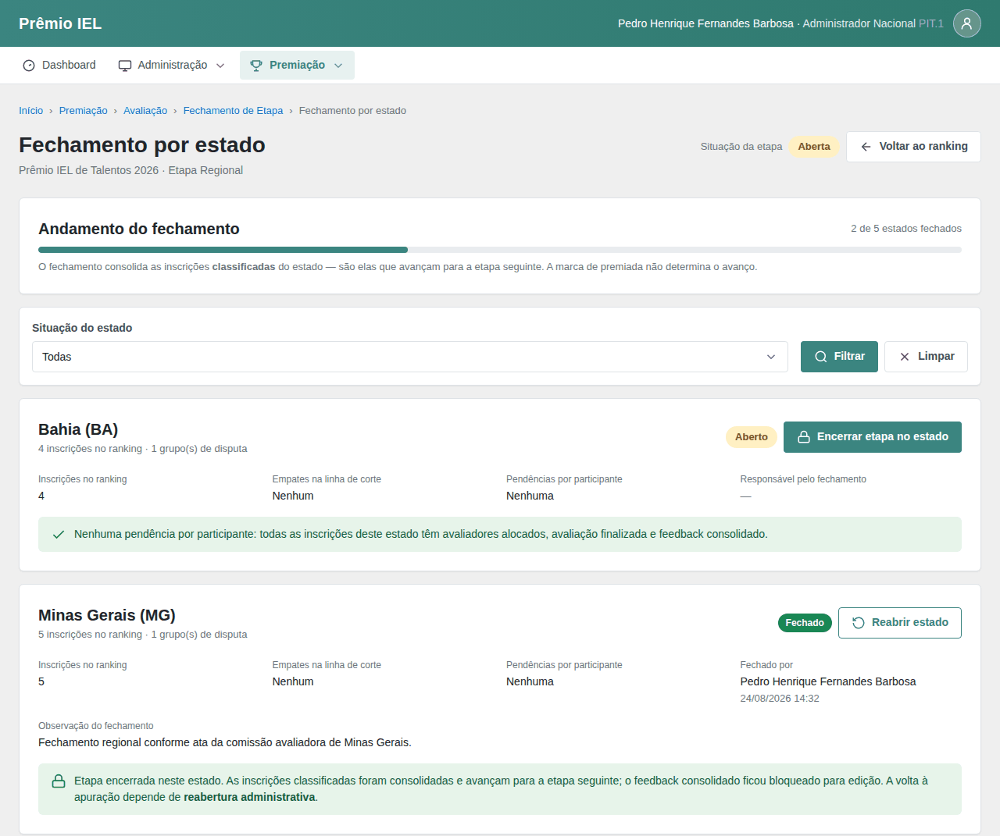 Prêmio IEL
Pedro Henrique Fernandes Barbosa · Administrador Nacional PIT.1
Dashboard
Administração
Premiação
Início › Premiação › Avaliação › Fechamento de Etapa › Fechamento por estado
Fechamento por estado
Prêmio IEL de Talentos 2026 · Etapa Regional
Situação da etapa
Aberta
Voltar ao ranking
Andamento do fechamento
2 de 5 estados fechados
O fechamento consolida as inscrições classificadas do estado — são elas que avançam para a etapa seguinte. A marca de premiada não determina o avanço.
Situação do estado
Todas
Filtrar
Limpar
Bahia (BA)
4 inscrições no ranking · 1 grupo(s) de disputa
Aberto
Encerrar etapa no estado
Inscrições no ranking
4
Empates na linha de corte
Nenhum
Pendências por participante
Nenhuma
Responsável pelo fechamento
—
Nenhuma pendência por participante: todas as inscrições deste estado têm avaliadores alocados, avaliação finalizada e feedback consolidado.
Minas Gerais (MG)
5 inscrições no ranking · 1 grupo(s) de disputa
Fechado
Reabrir estado
Inscrições no ranking
5
Empates na linha de corte
Nenhum
Pendências por participante
Nenhuma
Fechado por
Pedro Henrique Fernandes Barbosa
24/08/2026 14:32
Observação do fechamento
Fechamento regional conforme ata da comissão avaliadora de Minas Gerais.
Etapa encerrada neste estado. As inscrições classificadas foram consolidadas e avançam para a etapa seguinte; o feedback consolidado ficou bloqueado para edição. A volta à
apuração depende de reabertura administrativa.